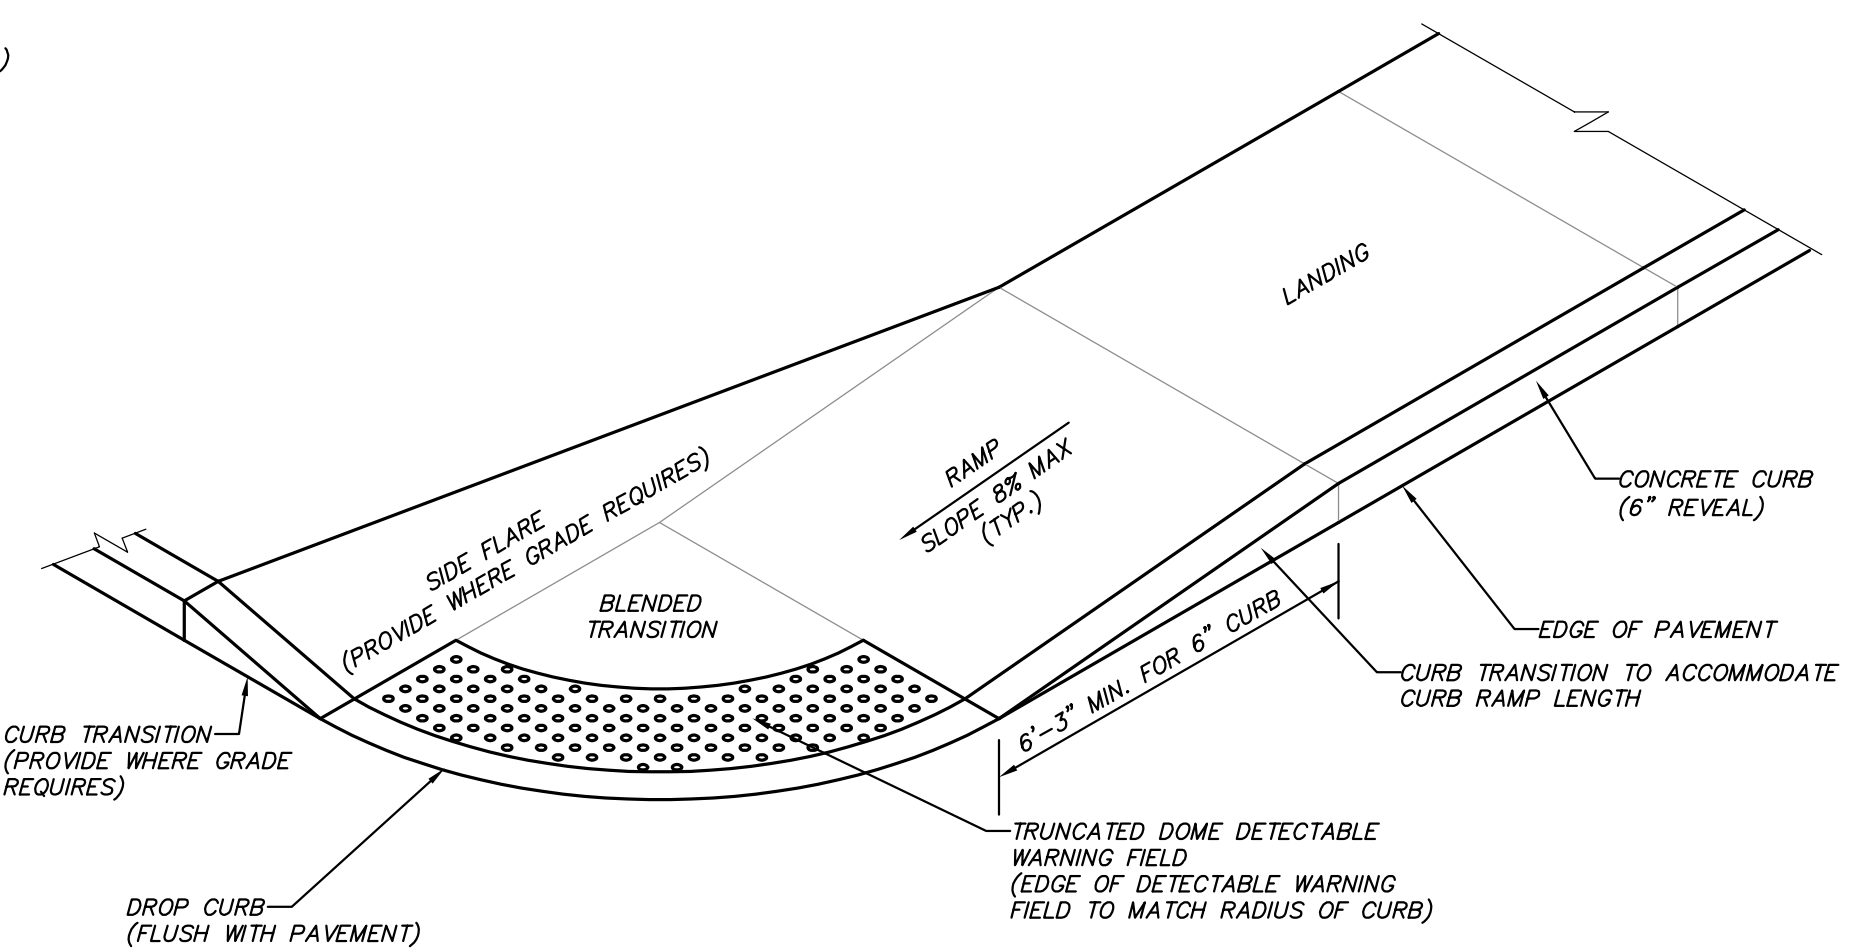 )
LANDING
RAMP
SLOPE 8% MAX
(TYP.)
SIDE FLARE
(PROVIDE WHERE GRADE REQUIRES)
BLENDED
TRANSITION
CONCRETE CURB
(6” REVEAL)
EDGE OF PAVEMENT
CURB TRANSITION TO ACCOMMODATE
CURB RAMP LENGTH
6’–3” MIN. FOR 6” CURB
CURB TRANSITION
(PROVIDE WHERE GRADE
REQUIRES)
TRUNCATED DOME DETECTABLE
WARNING FIELD
(EDGE OF DETECTABLE WARNING
FIELD TO MATCH RADIUS OF CURB)
DROP CURB
(FLUSH WITH PAVEMENT)